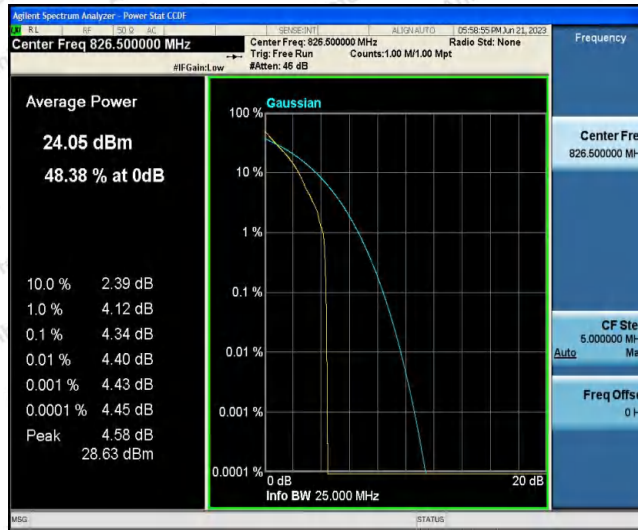 Agilent Spectrum Analyzer - Power Stat CCDF
RL RF 50 Ω AC SENSE:INT ALIGN AUTO 05:58:55 PM Jun 21, 2023
Center Freq 826.500000 MHz
Center Freq: 826.500000 MHz Radio Std: None
Trig: Free Run Counts:1.00 M/1.00 Mpt
#IFGain:Low #Atten: 46 dB
Frequency
Average Power
24.05 dBm
48.38 % at 0dB
10.0 % 2.39 dB
1.0 % 4.12 dB
0.1 % 4.34 dB
0.01 % 4.40 dB
0.001 % 4.43 dB
0.0001 % 4.45 dB
Peak 4.58 dB
28.63 dBm
Gaussian
100 %
10 %
1 %
0.1 %
0.01 %
0.001 %
0.0001 %
0 dB 20 dB
Info BW 25.000 MHz
Center Fre
826.500000 MH
CF Ste
5.000000 MH
Auto Ma
Freq Offse
0 H
MSG STATUS